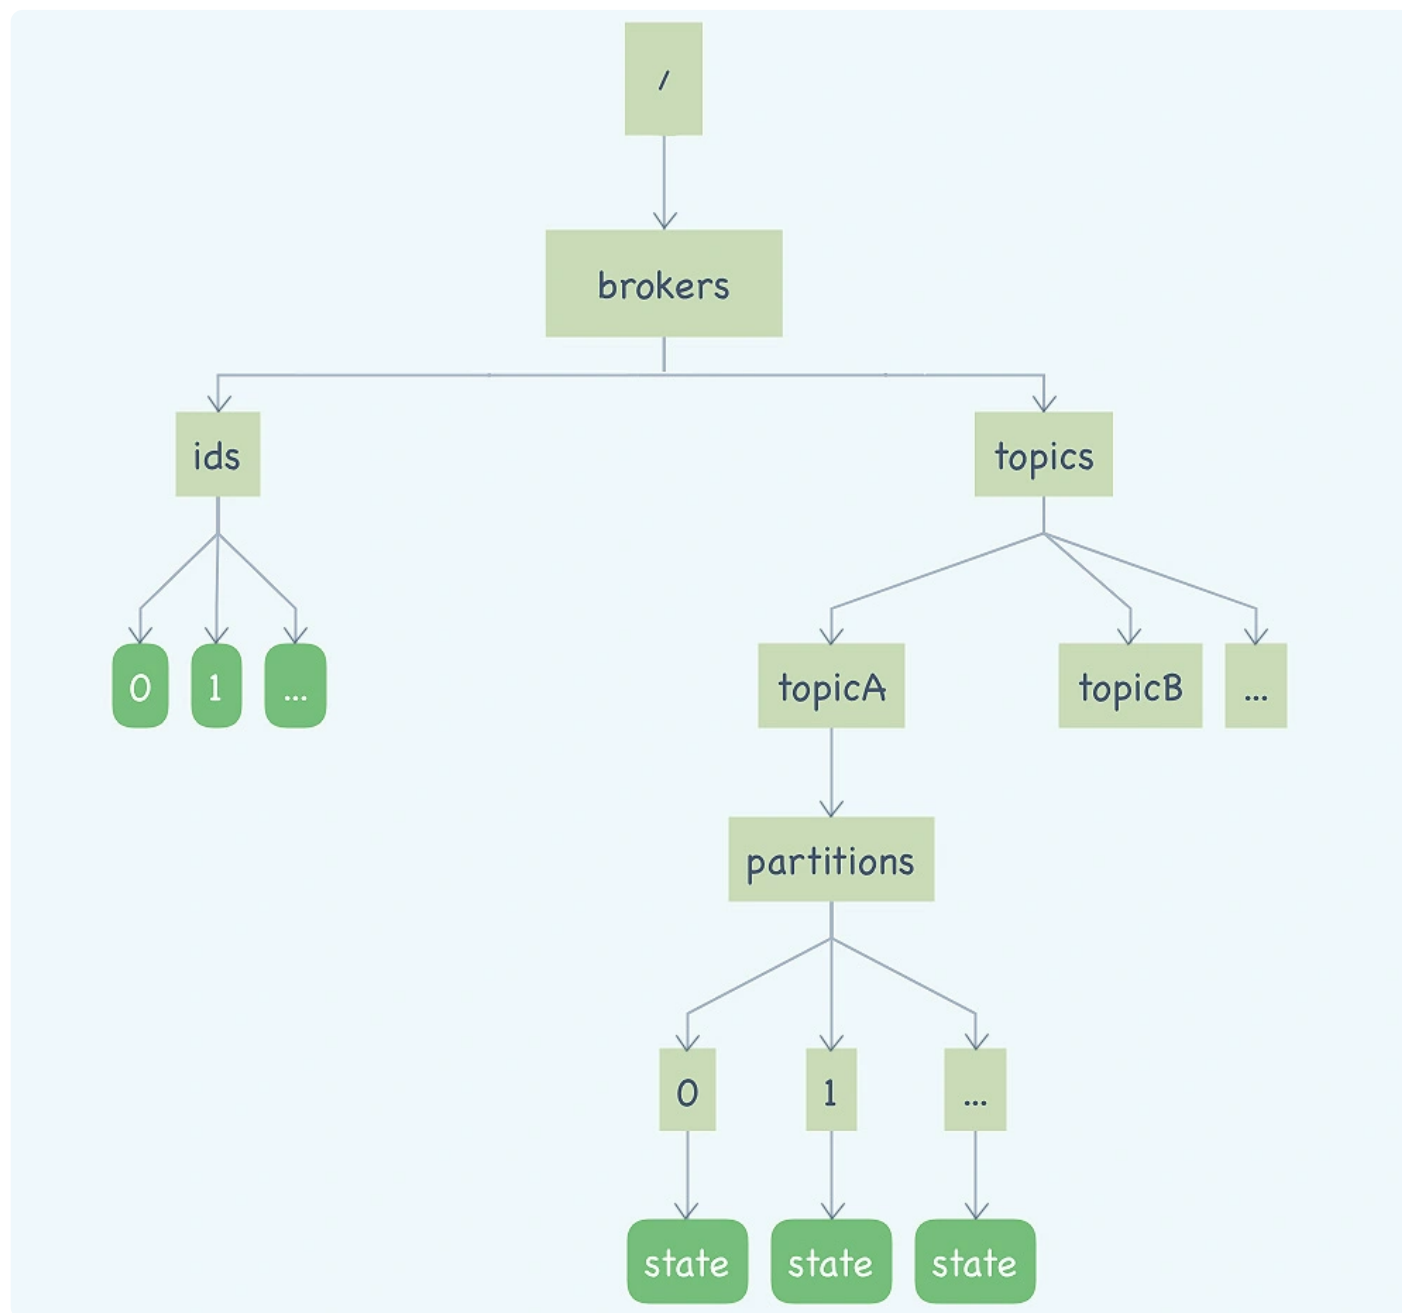 /
brokers
ids
topics
0
1
...
topicA
topicB
...
partitions
0
1
...
state
state
state